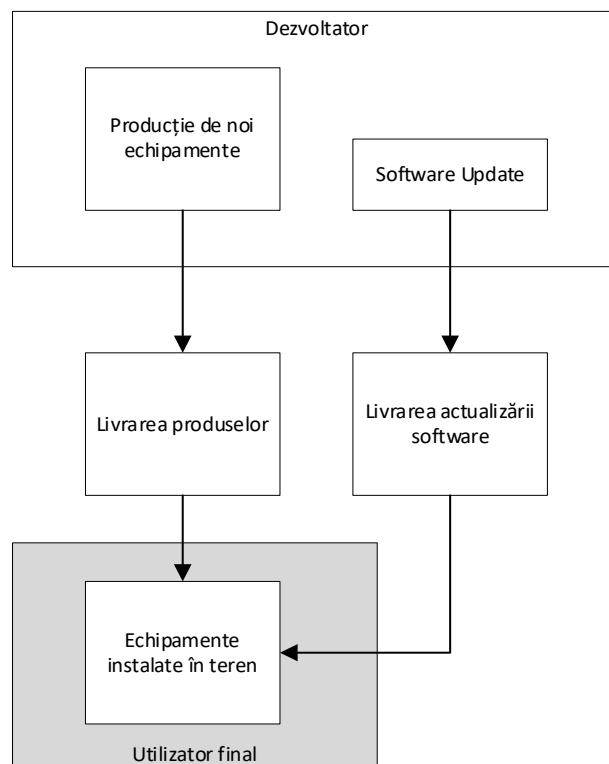 Dezvoltator
Producție de noi
echipamente
Software Update
Livrarea produselor
Livrarea actualizării
software
Echipamente
instalate în teren
Utilizator final